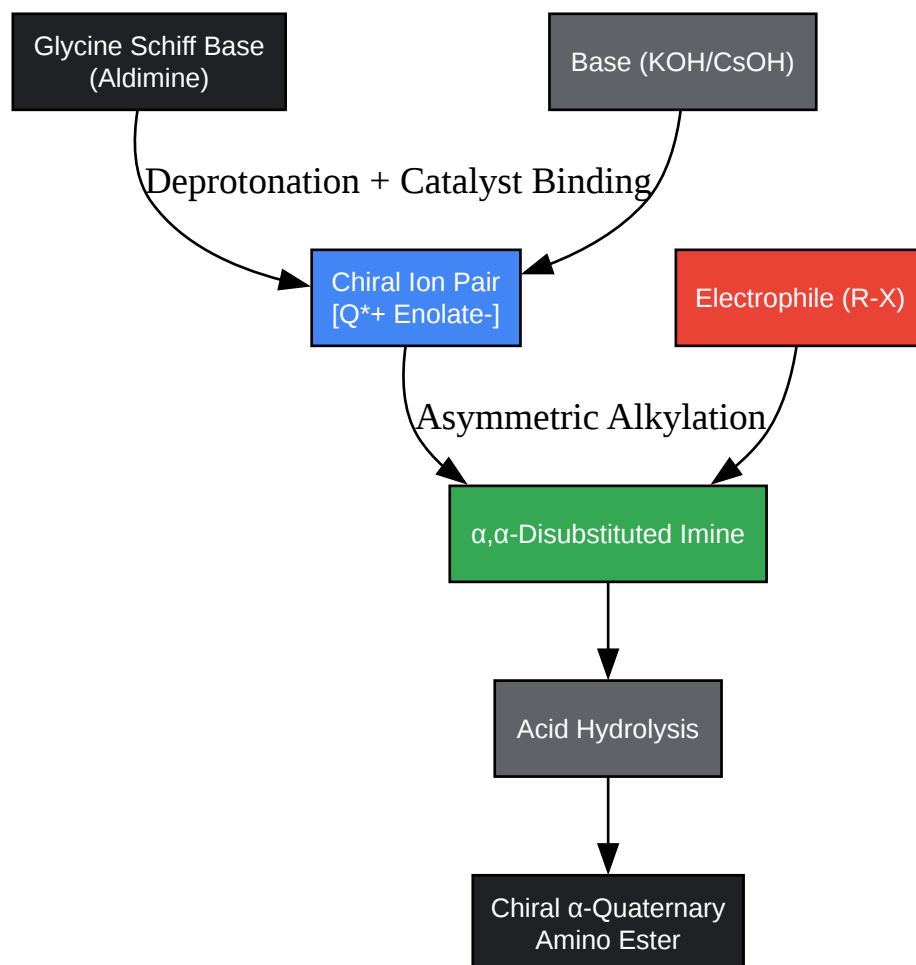 Glycine Schiff Base
(Aldimine)
Base (KOH/CsOH)
Deprotonation + Catalyst Binding
Chiral Ion Pair
[Q*+ Enolate-]
Electrophile (R-X)
Asymmetric Alkylation
α,α-Disubstituted Imine
Acid Hydrolysis
Chiral α-Quaternary
Amino Ester